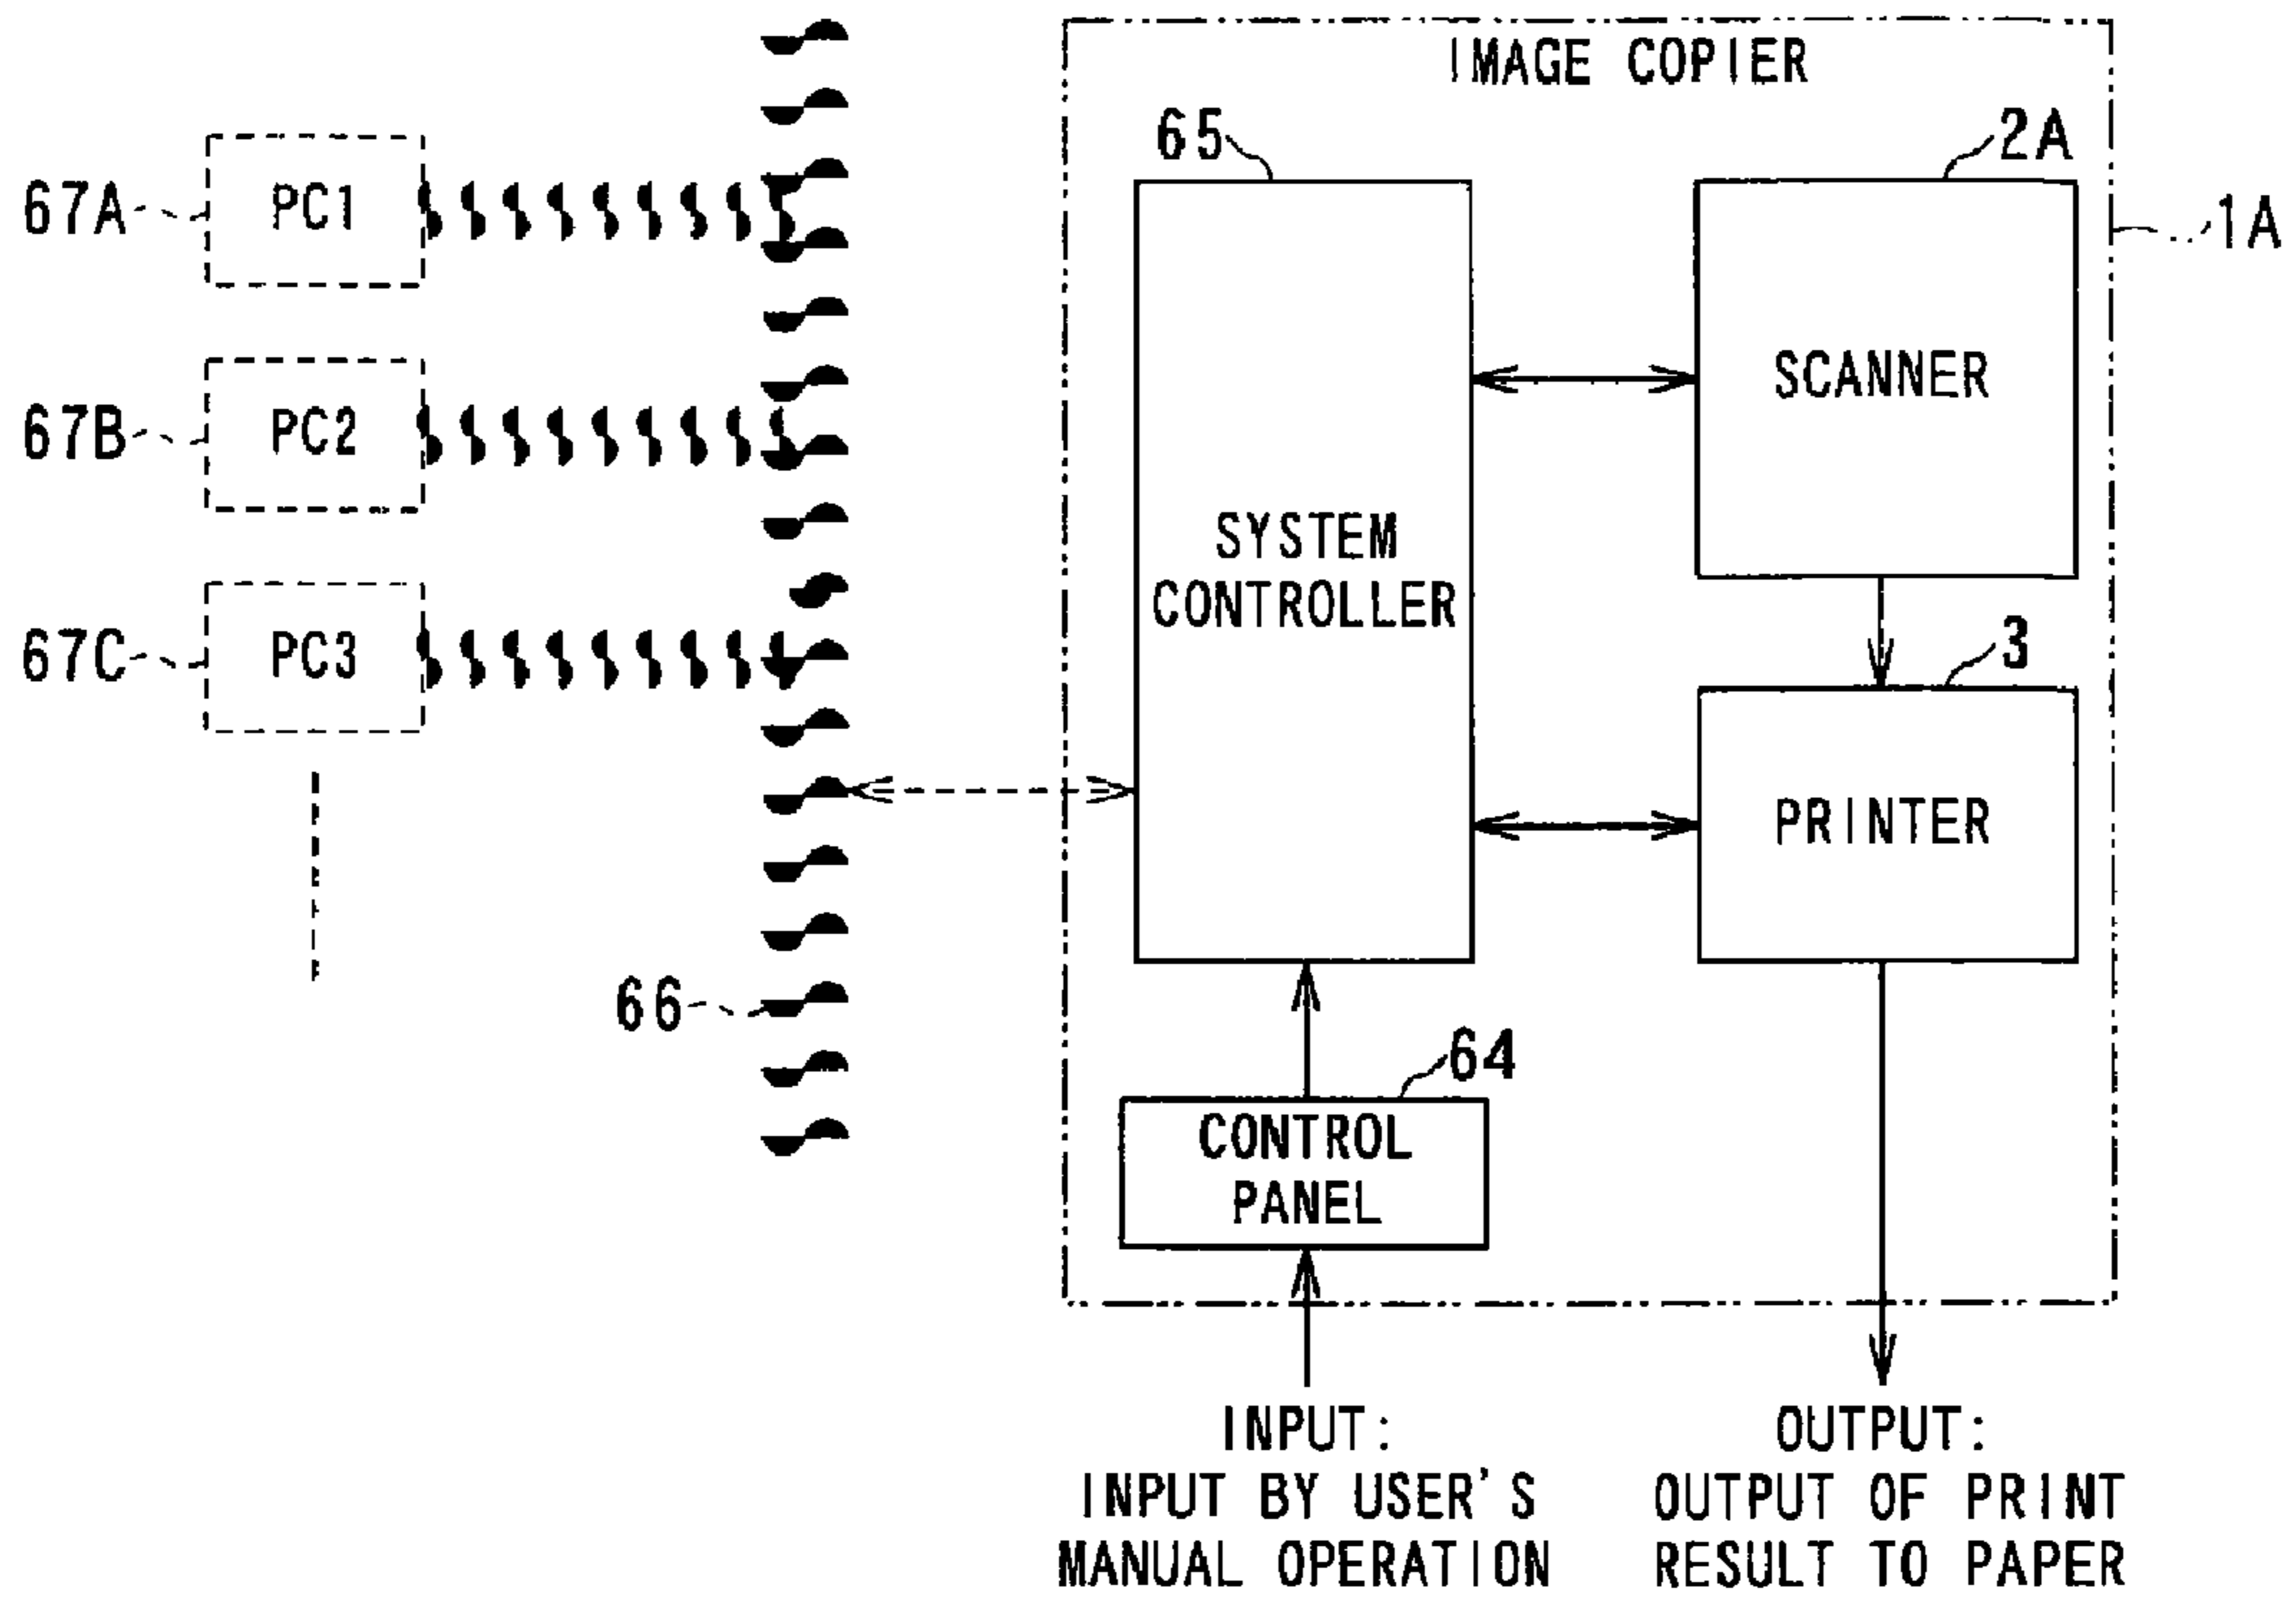 IMAGE COPIER
65
2A
67A
PC1
1A
SCANNER
67B
PC2
SYSTEM
CONTROLLER
67C
PC3
3
PRINTER
66
64
CONTROL
PANEL
INPUT:
INPUT BY USER'S
MANUAL OPERATION
OUTPUT:
OUTPUT OF PRINT
RESULT TO PAPER